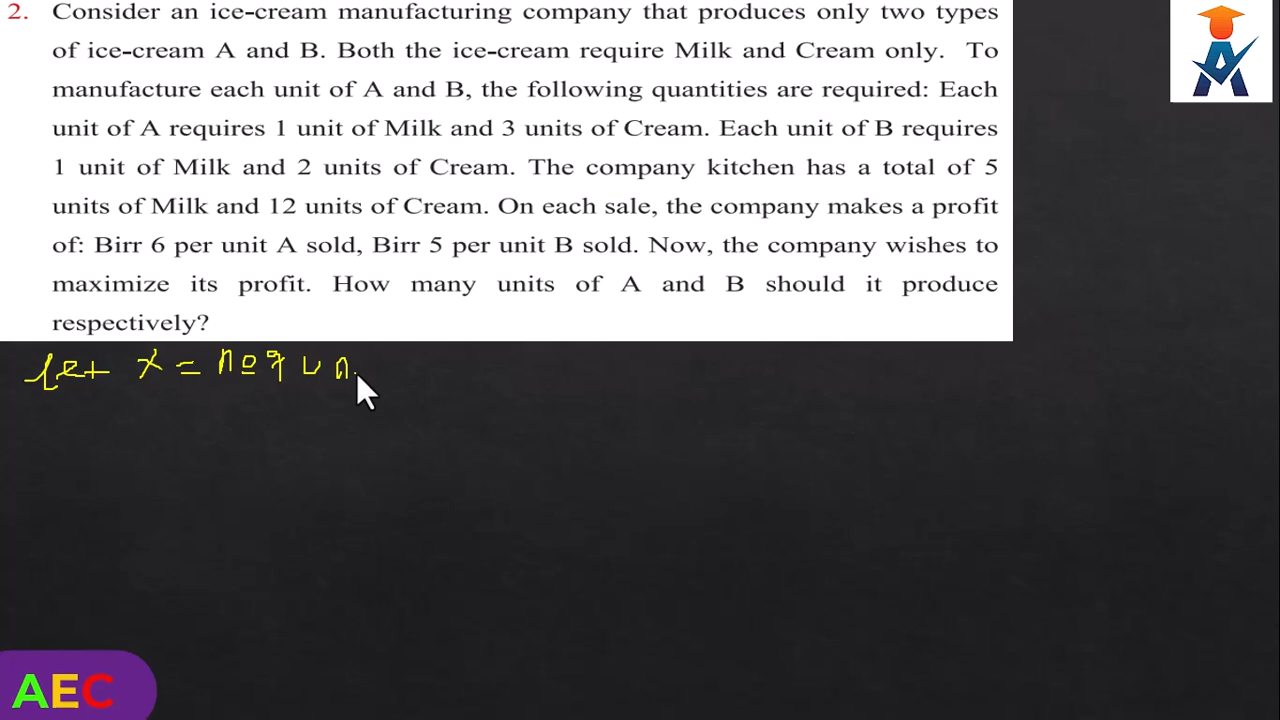 2. Consider an ice-cream manufacturing company that produces only two types
of ice-cream A and B. Both the ice-cream require Milk and Cream only. To
manufacture each unit of A and B, the following quantities are required: Each
unit of A requires 1 unit of Milk and 3 units of Cream. Each unit of B requires
1 unit of Milk and 2 units of Cream. The company kitchen has a total of 5
units of Milk and 12 units of Cream. On each sale, the company makes a profit
of: Birr 6 per unit A sold, Birr 5 per unit B sold. Now, the company wishes to
maximize its profit. How many units of A and B should it produce
respectively?
let x = no of un
AEC